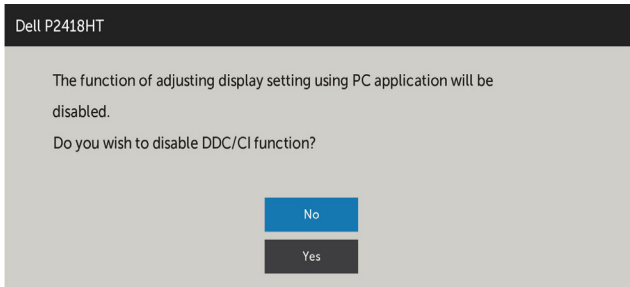 Dell P2418HT
The function of adjusting display setting using PC application will be
disabled.
Do you wish to disable DDC/CI function?
No
Yes